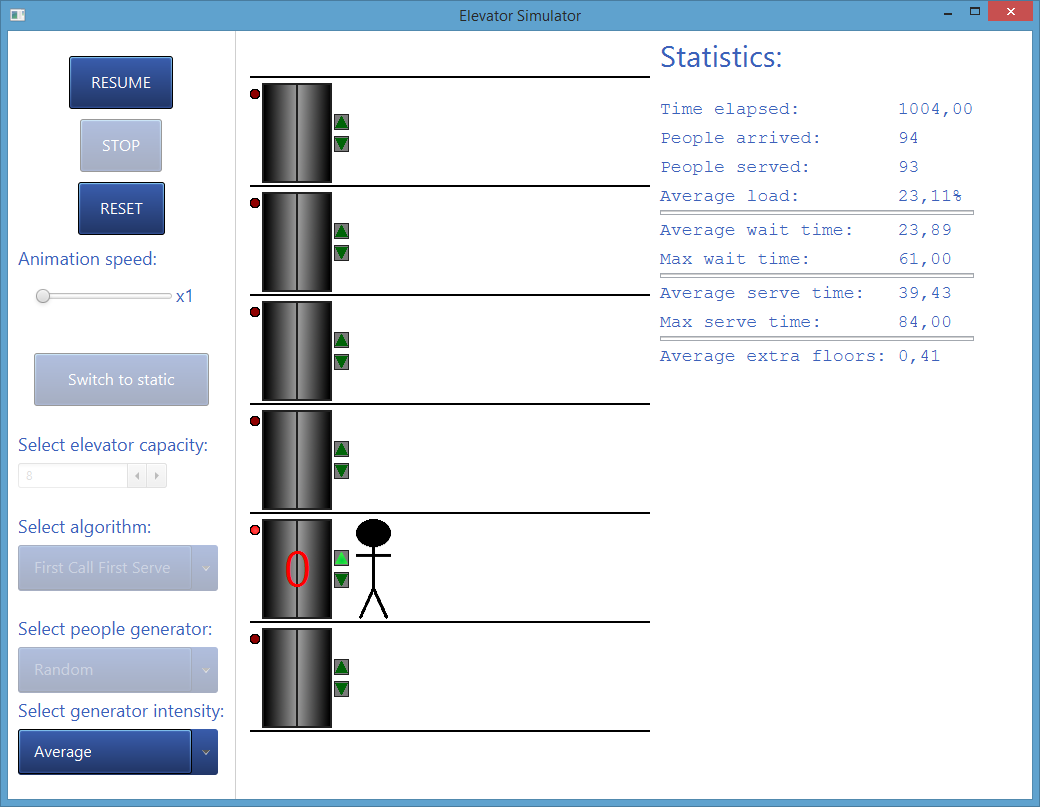 Elevator Simulator
RESUME
STOP
RESET
Animation speed:
x1
Switch to static
Select elevator capacity:
8
Select algorithm:
First Call First Serve
Select people generator:
Random
Select generator intensity:
Average
0
Statistics:
Time elapsed: 1004,00
People arrived: 94
People served: 93
Average load: 23,11%
Average wait time: 23,89
Max wait time: 61,00
Average serve time: 39,43
Max serve time: 84,00
Average extra floors: 0,41